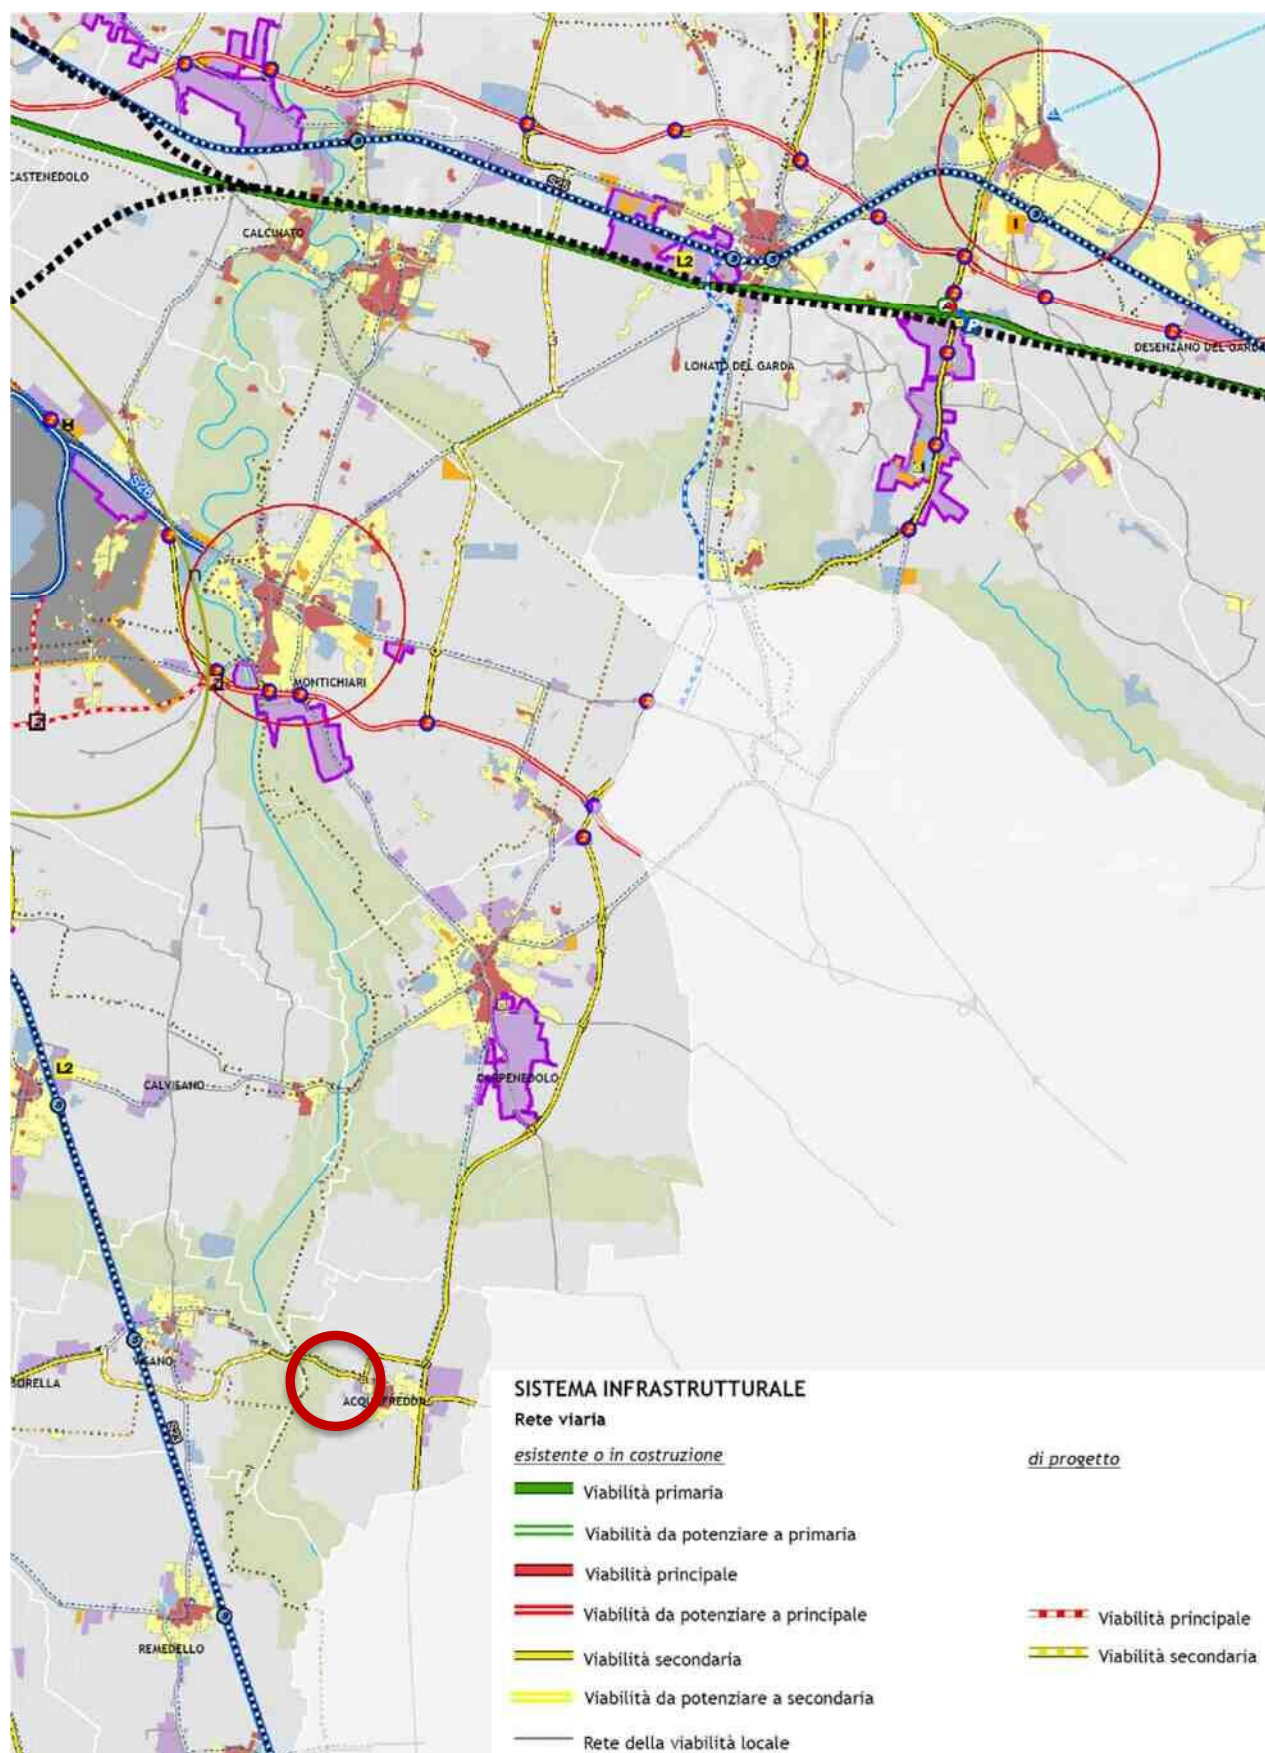 CASTENEDOLO
CALCINATO
S25
L2
I
P
LONATO DEL GARDA
DESENZANO DEL GARDA
M
S26
MONTICHIARI
L2
CALVISANO
VISANO
ACQUAFREDDA
REMEDELLO
SISTEMA INFRASTRUTTURALE
Rete viaria
esistente o in costruzione
di progetto
Viabilità primaria
Viabilità da potenziare a primaria
Viabilità principale
Viabilità da potenziare a principale
Viabilità principale
Viabilità secondaria
Viabilità secondaria
Viabilità da potenziare a secondaria
Rete della viabilità locale